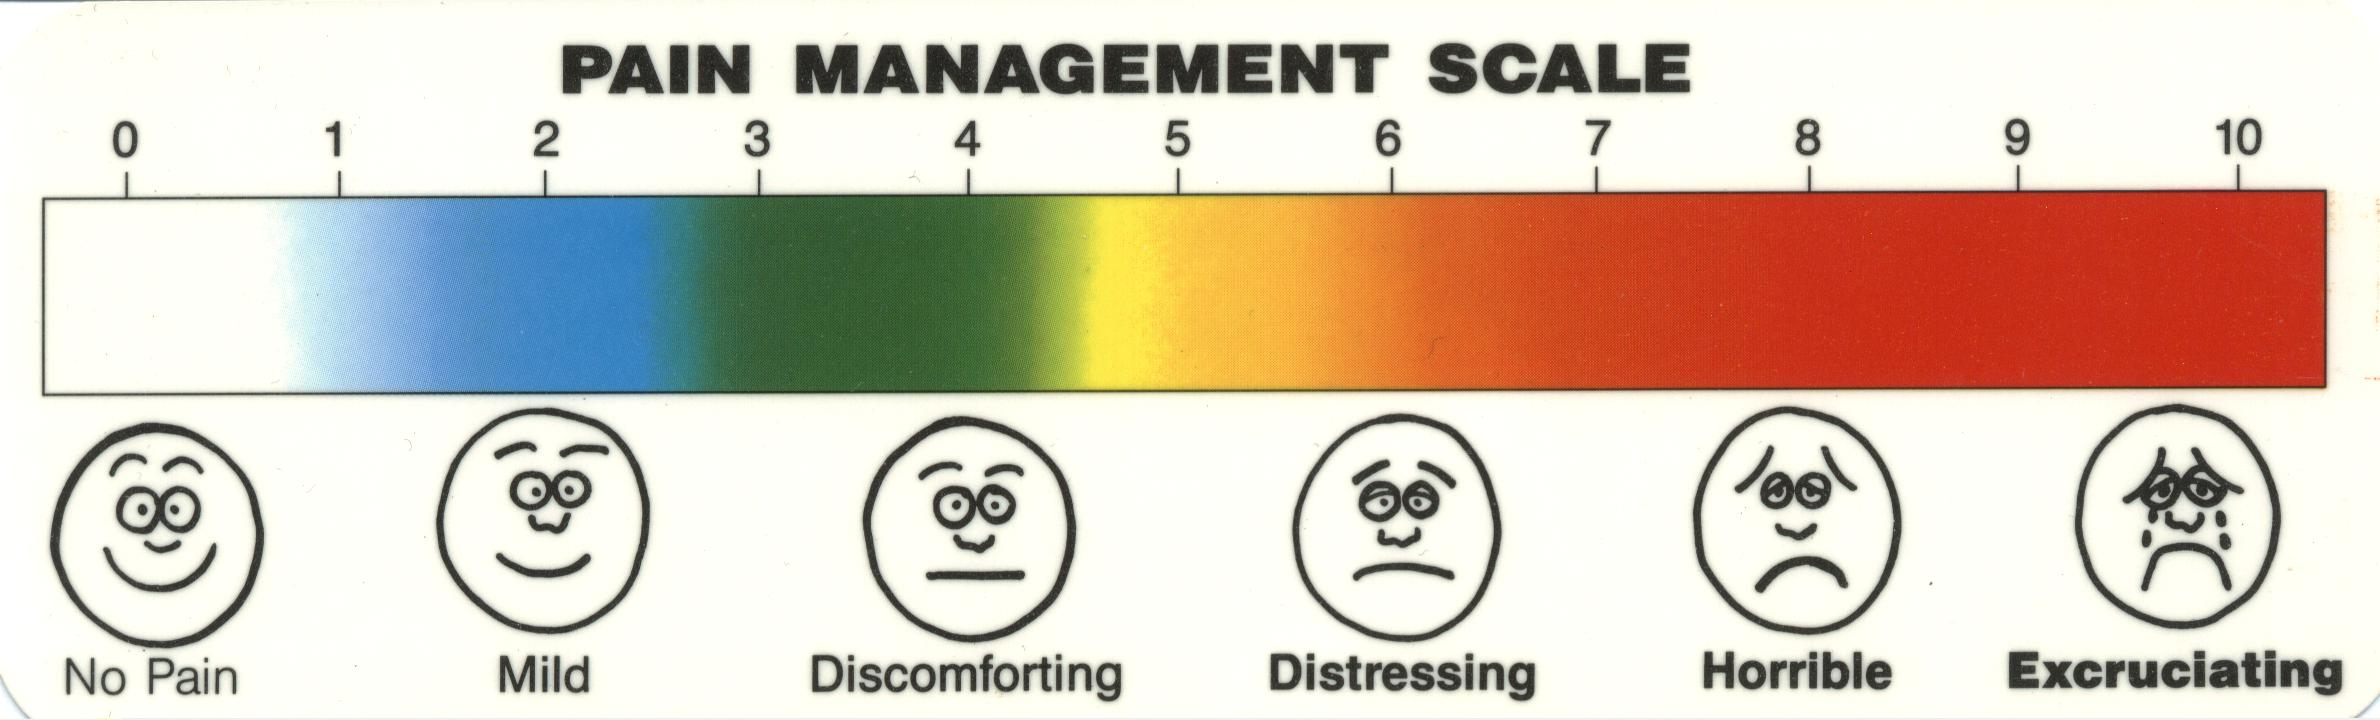 PAIN MANAGEMENT SCALE
0 1 2 3 4 5 6 7 8 9 10
No Pain Mild Discomforting Distressing Horrible Excruciating